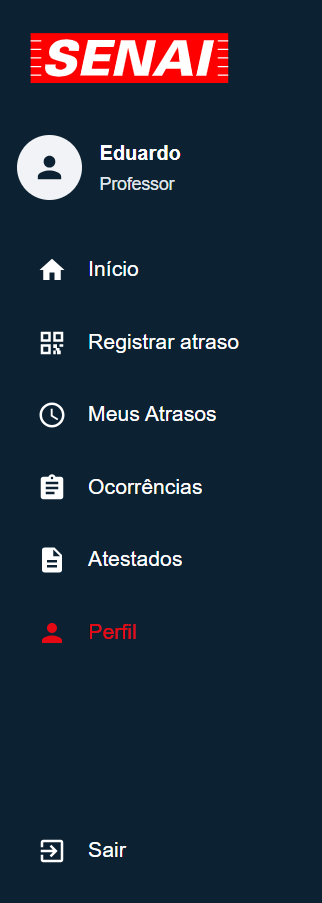 SENAI
Eduardo
Professor
Início
Registrar atraso
Meus Atrasos
Ocorrências
Atestados
Perfil
Sair